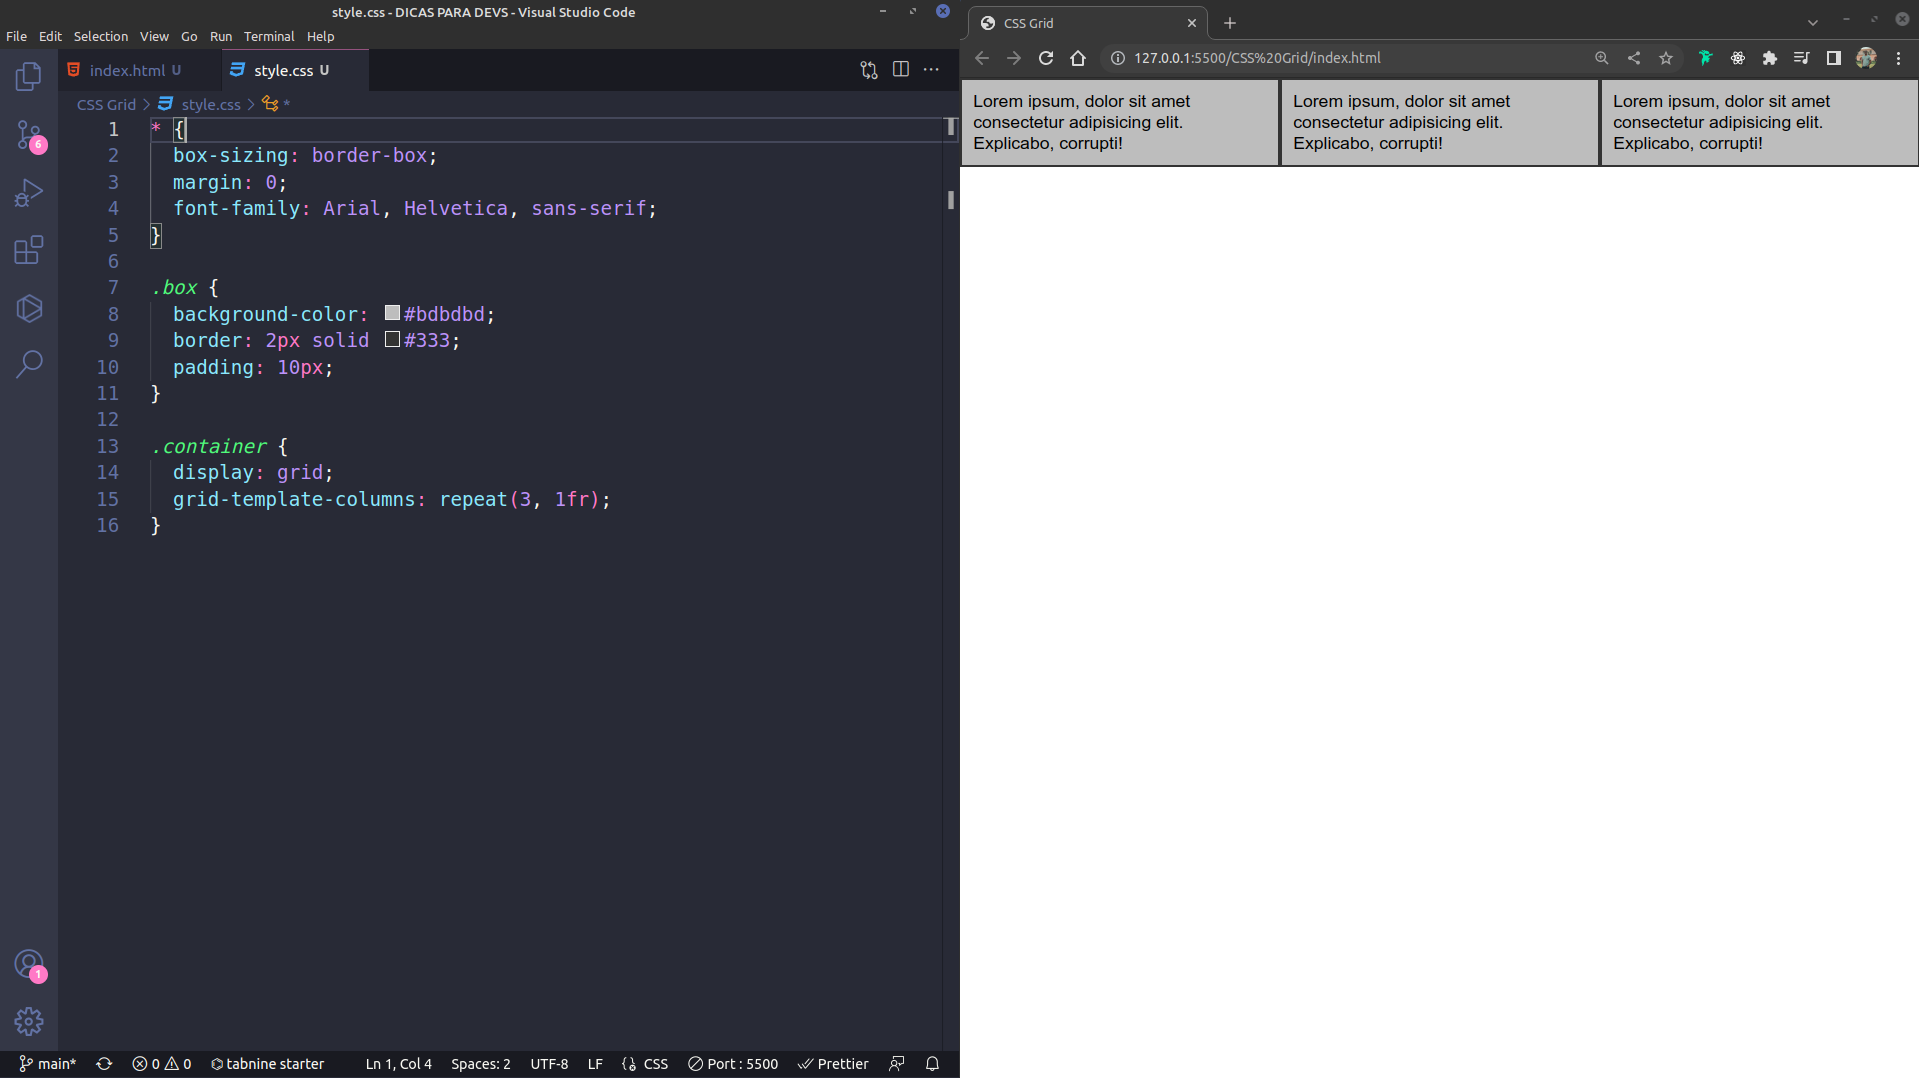 style.css - DICAS PARA DEVS - Visual Studio Code
File Edit Selection View Go Run Terminal Help
index.html U style.css U
CSS Grid > style.css > *
1 * {
2 box-sizing: border-box;
3 margin: 0;
4 font-family: Arial, Helvetica, sans-serif;
5 }
6
7 .box {
8 background-color: #bdbdbd;
9 border: 2px solid #333;
10 padding: 10px;
11 }
12
13 .container {
14 display: grid;
15 grid-template-columns: repeat(3, 1fr);
16 }
6
1
main* 0 0 tabnine starter Ln 1, Col 4 Spaces: 2 UTF-8 LF CSS Port : 5500 Prettier
CSS Grid
127.0.0.1:5500/CSS%20Grid/index.html
Lorem ipsum, dolor sit amet
consectetur adipisicing elit.
Explicabo, corrupti!
Lorem ipsum, dolor sit amet
consectetur adipisicing elit.
Explicabo, corrupti!
Lorem ipsum, dolor sit amet
consectetur adipisicing elit.
Explicabo, corrupti!